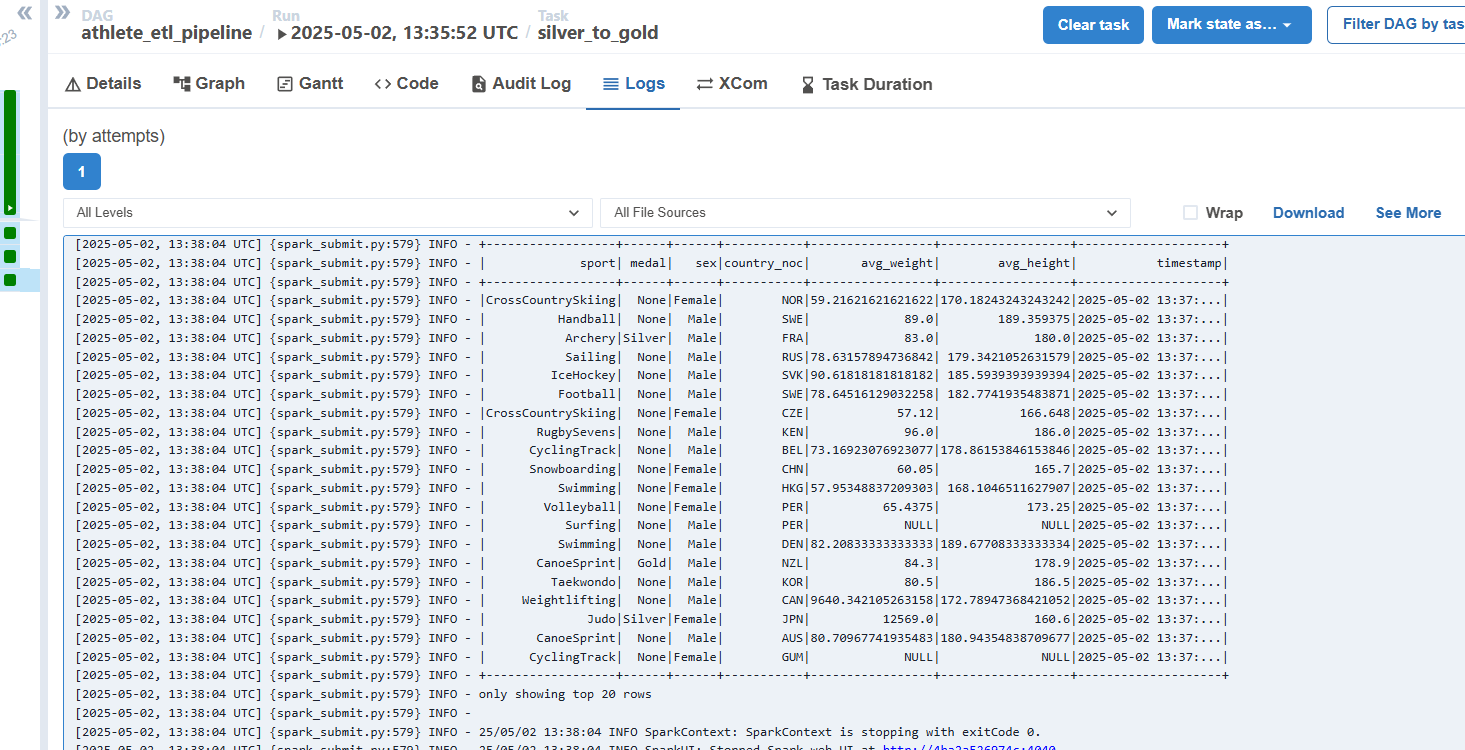 DAG
athlete_etl_pipeline
/
Run
2025-05-02, 13:35:52 UTC
/
Task
silver_to_gold
Clear task
Mark state as...
Filter DAG by tas
Details
Graph
Gantt
Code
Audit Log
Logs
XCom
Task Duration
(by attempts)
1
All Levels
All File Sources
Wrap
Download
See More
[2025-05-02, 13:38:04 UTC] {spark_submit.py:579} INFO - +-----------------+------+------+-----------+----------------+-----------------+--------------------+
[2025-05-02, 13:38:04 UTC] {spark_submit.py:579} INFO - |            sport| medal|   sex|country_noc|      avg_weight|       avg_height|           timestamp|
[2025-05-02, 13:38:04 UTC] {spark_submit.py:579} INFO - +-----------------+------+------+-----------+----------------+-----------------+--------------------+
[2025-05-02, 13:38:04 UTC] {spark_submit.py:579} INFO - |CrossCountrySkiing|  None|Female|        NOR|59.21621621621622|170.18243243243242|2025-05-02 13:37:...|
[2025-05-02, 13:38:04 UTC] {spark_submit.py:579} INFO - |          Handball|  None|  Male|        SWE|             89.0|        189.359375|2025-05-02 13:37:...|
[2025-05-02, 13:38:04 UTC] {spark_submit.py:579} INFO - |           Archery|Silver|  Male|        FRA|             83.0|             180.0|2025-05-02 13:37:...|
[2025-05-02, 13:38:04 UTC] {spark_submit.py:579} INFO - |           Sailing|  None|  Male|        RUS|78.63157894736842| 179.3421052631579|2025-05-02 13:37:...|
[2025-05-02, 13:38:04 UTC] {spark_submit.py:579} INFO - |         IceHockey|  None|  Male|        SVK|90.61818181818182| 185.5939393939394|2025-05-02 13:37:...|
[2025-05-02, 13:38:04 UTC] {spark_submit.py:579} INFO - |          Football|  None|  Male|        SWE|78.64516129032258| 182.7741935483871|2025-05-02 13:37:...|
[2025-05-02, 13:38:04 UTC] {spark_submit.py:579} INFO - |CrossCountrySkiing|  None|Female|        CZE|            57.12|           166.648|2025-05-02 13:37:...|
[2025-05-02, 13:38:04 UTC] {spark_submit.py:579} INFO - |       RugbySevens|  None|  Male|        KEN|             96.0|             186.0|2025-05-02 13:37:...|
[2025-05-02, 13:38:04 UTC] {spark_submit.py:579} INFO - |      CyclingTrack|  None|  Male|        BEL|73.16923076923077|178.86153846153846|2025-05-02 13:37:...|
[2025-05-02, 13:38:04 UTC] {spark_submit.py:579} INFO - |      Snowboarding|  None|Female|        CHN|            60.05|             165.7|2025-05-02 13:37:...|
[2025-05-02, 13:38:04 UTC] {spark_submit.py:579} INFO - |          Swimming|  None|Female|        HKG|57.95348837209303| 168.1046511627907|2025-05-02 13:37:...|
[2025-05-02, 13:38:04 UTC] {spark_submit.py:579} INFO - |        Volleyball|  None|Female|        PER|          65.4375|            173.25|2025-05-02 13:37:...|
[2025-05-02, 13:38:04 UTC] {spark_submit.py:579} INFO - |           Surfing|  None|  Male|        PER|             NULL|              NULL|2025-05-02 13:37:...|
[2025-05-02, 13:38:04 UTC] {spark_submit.py:579} INFO - |          Swimming|  None|  Male|        DEN|82.20833333333333|189.67708333333334|2025-05-02 13:37:...|
[2025-05-02, 13:38:04 UTC] {spark_submit.py:579} INFO - |       CanoeSprint|  Gold|  Male|        NZL|             84.3|             178.9|2025-05-02 13:37:...|
[2025-05-02, 13:38:04 UTC] {spark_submit.py:579} INFO - |         Taekwondo|  None|  Male|        KOR|             80.5|             186.5|2025-05-02 13:37:...|
[2025-05-02, 13:38:04 UTC] {spark_submit.py:579} INFO - |     Weightlifting|  None|  Male|        CAN|9640.342105263158|172.78947368421052|2025-05-02 13:37:...|
[2025-05-02, 13:38:04 UTC] {spark_submit.py:579} INFO - |              Judo|Silver|Female|        JPN|          12569.0|             160.6|2025-05-02 13:37:...|
[2025-05-02, 13:38:04 UTC] {spark_submit.py:579} INFO - |       CanoeSprint|  None|  Male|        AUS|80.70967741935483|180.94354838709677|2025-05-02 13:37:...|
[2025-05-02, 13:38:04 UTC] {spark_submit.py:579} INFO - |      CyclingTrack|  None|Female|        GUM|             NULL|              NULL|2025-05-02 13:37:...|
[2025-05-02, 13:38:04 UTC] {spark_submit.py:579} INFO - +-----------------+------+------+-----------+----------------+-----------------+--------------------+
[2025-05-02, 13:38:04 UTC] {spark_submit.py:579} INFO - only showing top 20 rows
[2025-05-02, 13:38:04 UTC] {spark_submit.py:579} INFO -
[2025-05-02, 13:38:04 UTC] {spark_submit.py:579} INFO - 25/05/02 13:38:04 INFO SparkContext: SparkContext is stopping with exitCode 0.
[2025-05-02, 13:38:04 UTC] {spark_submit.py:579} INFO - 25/05/02 13:38:04 INFO SparkUI: Stopped Spark web UI at